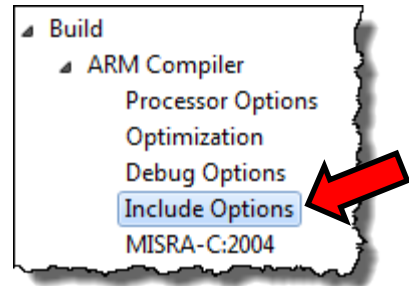 Build
ARM Compiler
Processor Options
Optimization
Debug Options
Include Options
MISRA-C:2004